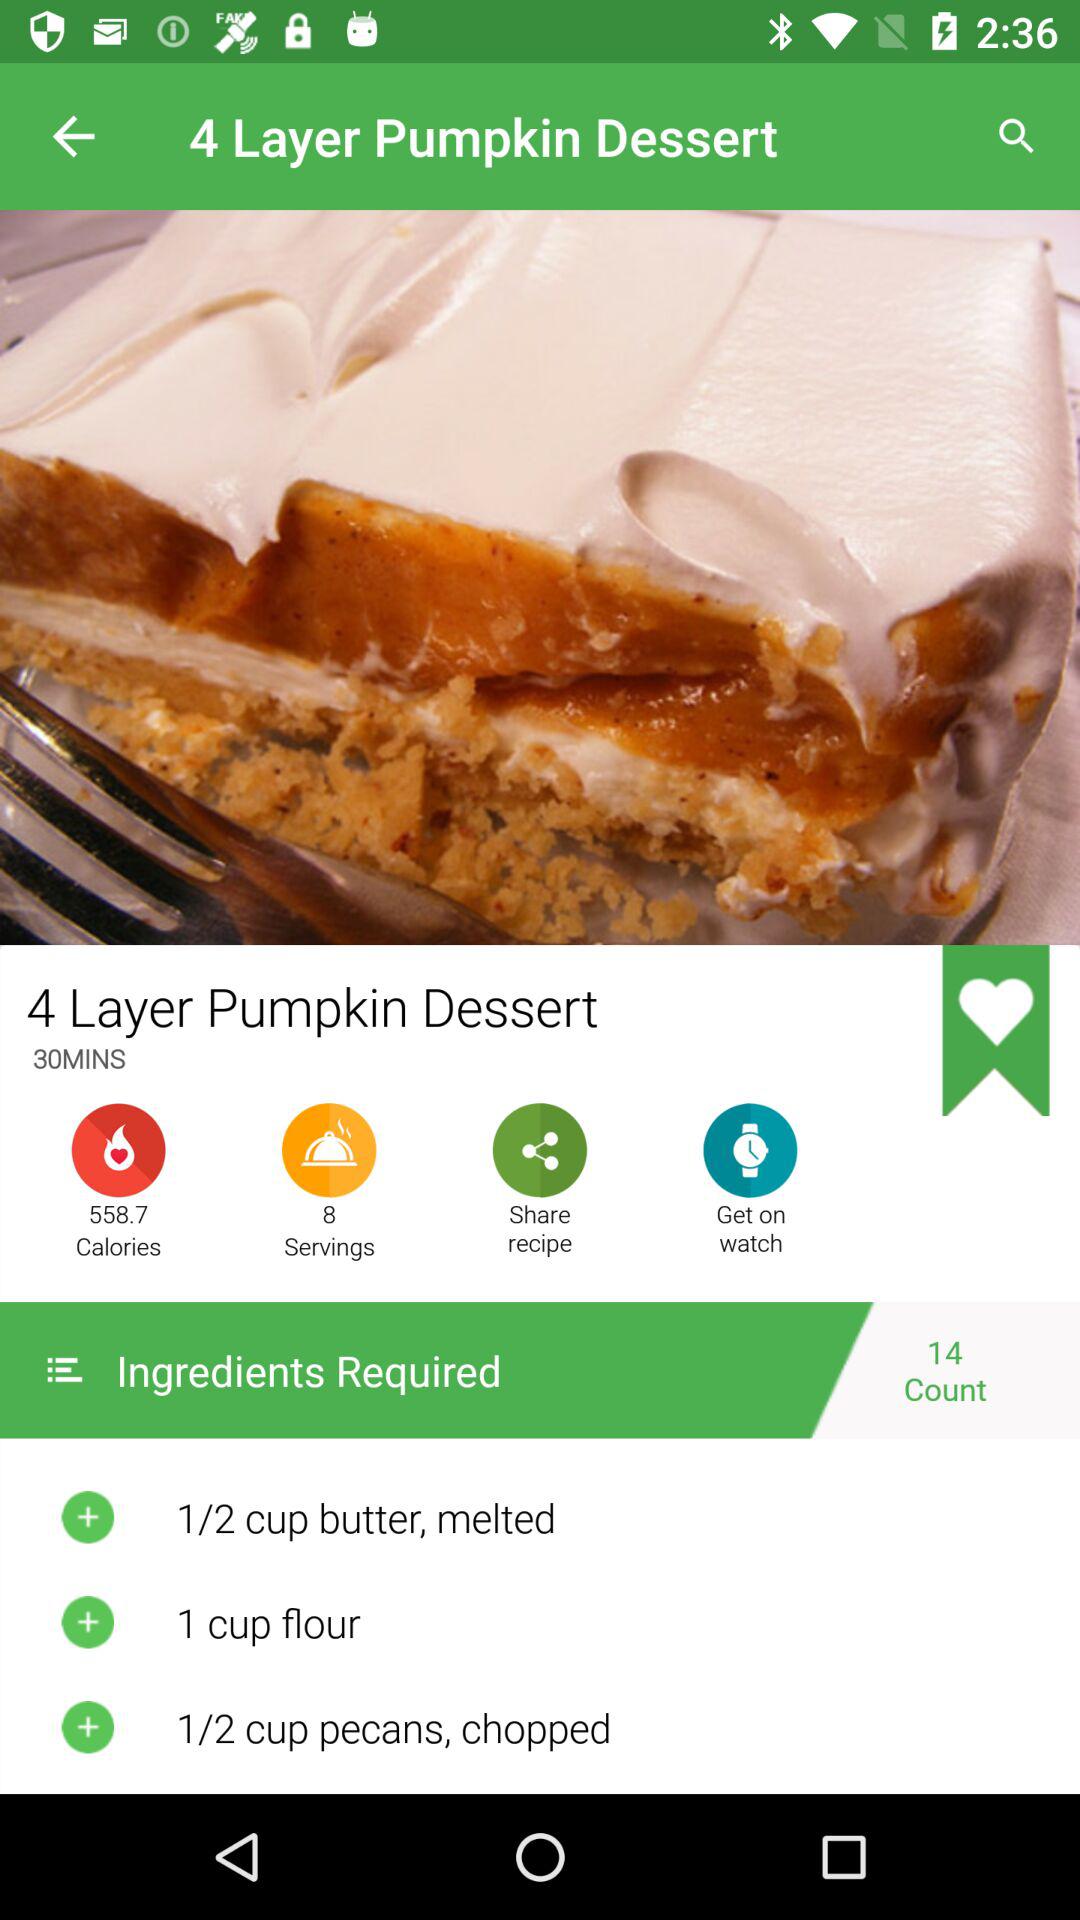 FAKE
2:36
4 Layer Pumpkin Dessert
4 Layer Pumpkin Dessert
30MINS
558.7
Calories
8
Servings
Share
recipe
Get on
watch
Ingredients Required
14
Count
1/2 cup butter, melted
1 cup flour
1/2 cup pecans, chopped